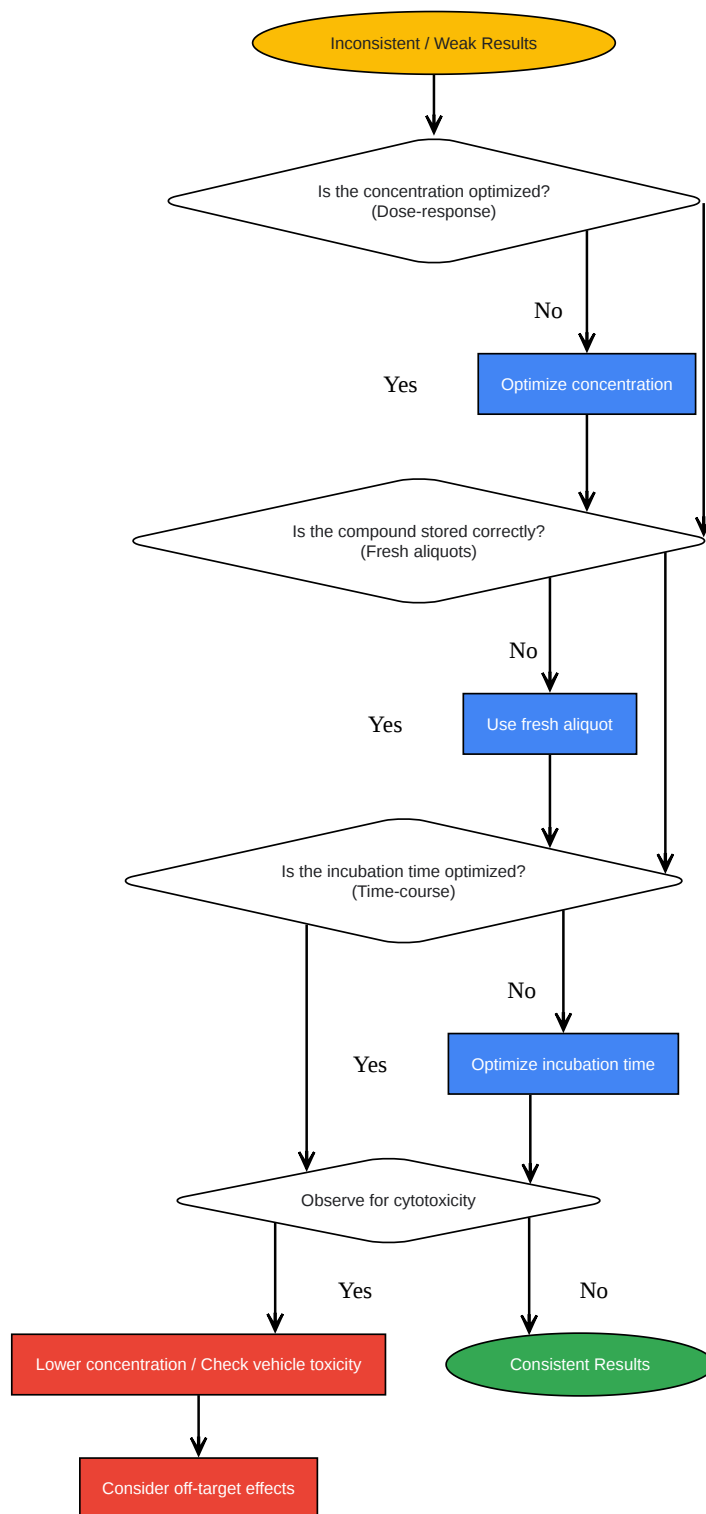 Inconsistent / Weak Results
Is the concentration optimized?
(Dose-response)
No
Yes
Optimize concentration
Is the compound stored correctly?
(Fresh aliquots)
No
Yes
Use fresh aliquot
Is the incubation time optimized?
(Time-course)
No
Yes
Optimize incubation time
Observe for cytotoxicity
Yes
No
Lower concentration / Check vehicle toxicity
Consistent Results
Consider off-target effects